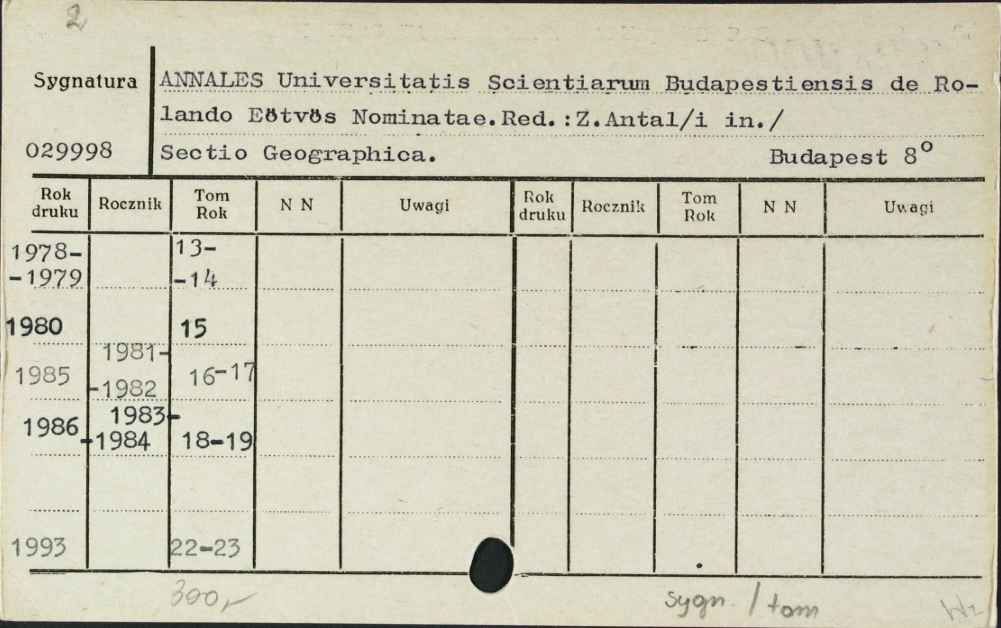 2
Sygnatura
ANNALES Universitatis Scientiarum Budapestiensis de Ro-
lando Eötvös Nominatae.Red.:Z.Antal/i in./
029998
Sectio Geographica. Budapest 8°
Rok druku Rocznik Tom Rok N N Uwagi Rok druku Rocznik Tom Rok N N Uwagi
1978- 13-
-1979 -14
1980 15
1981-
1985 -1982 16-17
1983-
1986 -1984 18-19
1993 22-23
300,-
sygn. / tom